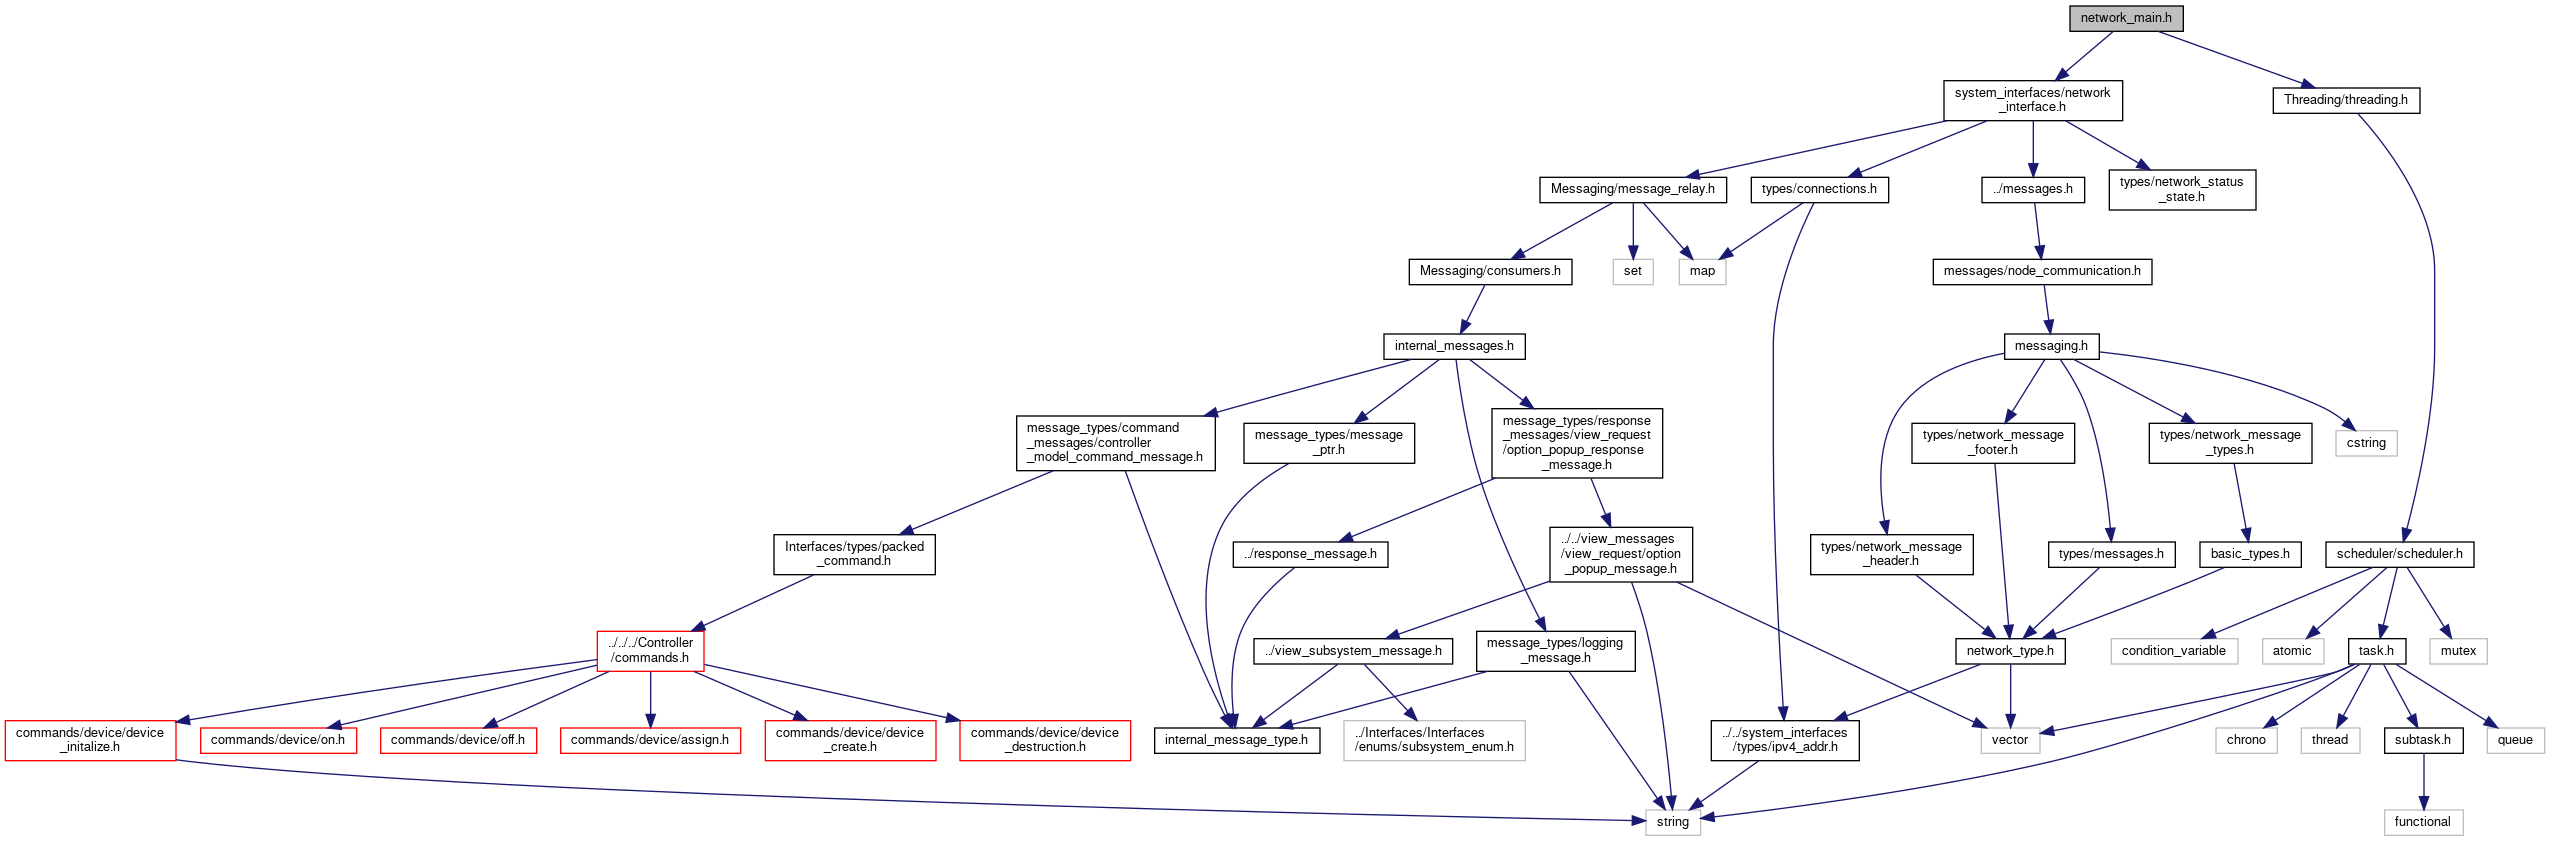 network_main.h
system_interfaces/network
_interface.h
Threading/threading.h
Messaging/message_relay.h
types/connections.h
../messages.h
types/network_status
_state.h
Messaging/consumers.h
set
map
messages/node_communication.h
internal_messages.h
messaging.h
message_types/command
_messages/controller
_model_command_message.h
message_types/message
_ptr.h
message_types/response
_messages/view_request
/option_popup_response
_message.h
types/network_message
_footer.h
types/network_message
_types.h
cstring
Interfaces/types/packed
_command.h
../response_message.h
../../view_messages
/view_request/option
_popup_message.h
types/network_message
_header.h
types/messages.h
basic_types.h
scheduler/scheduler.h
../../../Controller
/commands.h
../view_subsystem_message.h
message_types/logging
_message.h
network_type.h
condition_variable
atomic
task.h
mutex
commands/device/device
_initalize.h
commands/device/on.h
commands/device/off.h
commands/device/assign.h
commands/device/device
_create.h
commands/device/device
_destruction.h
internal_message_type.h
../Interfaces/Interfaces
/enums/subsystem_enum.h
../../system_interfaces
/types/ipv4_addr.h
vector
chrono
thread
subtask.h
queue
string
functional